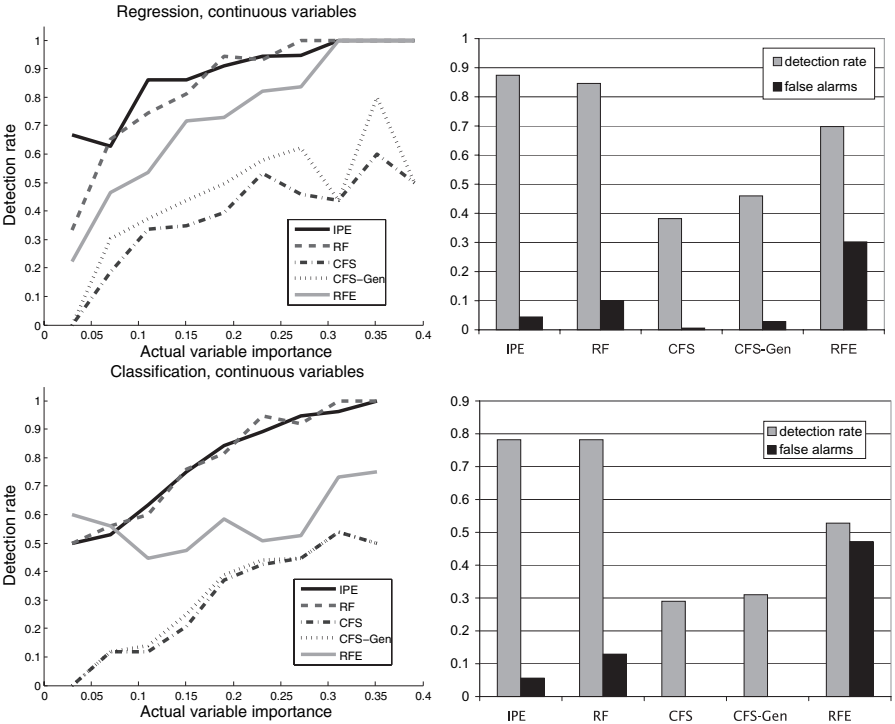 Regression, continuous variables
1
0.9
0.8
0.7
0.6
0.5
0.4
0.3
0.2
0.1
0
Detection rate
IPE
RF
CFS
CFS-Gen
RFE
0 0.05 0.1 0.15 0.2 0.25 0.3 0.35 0.4
Actual variable importance
1
0.9
0.8
0.7
0.6
0.5
0.4
0.3
0.2
0.1
0
detection rate
false alarms
IPE RF CFS CFS-Gen RFE
Classification, continuous variables
1
0.9
0.8
0.7
0.6
0.5
0.4
0.3
0.2
0.1
0
Detection rate
IPE
RF
CFS
CFS-Gen
RFE
0 0.05 0.1 0.15 0.2 0.25 0.3 0.35 0.4
Actual variable importance
0.9
0.8
0.7
0.6
0.5
0.4
0.3
0.2
0.1
0
detection rate
false alarms
IPE RF CFS CFS-Gen RFE